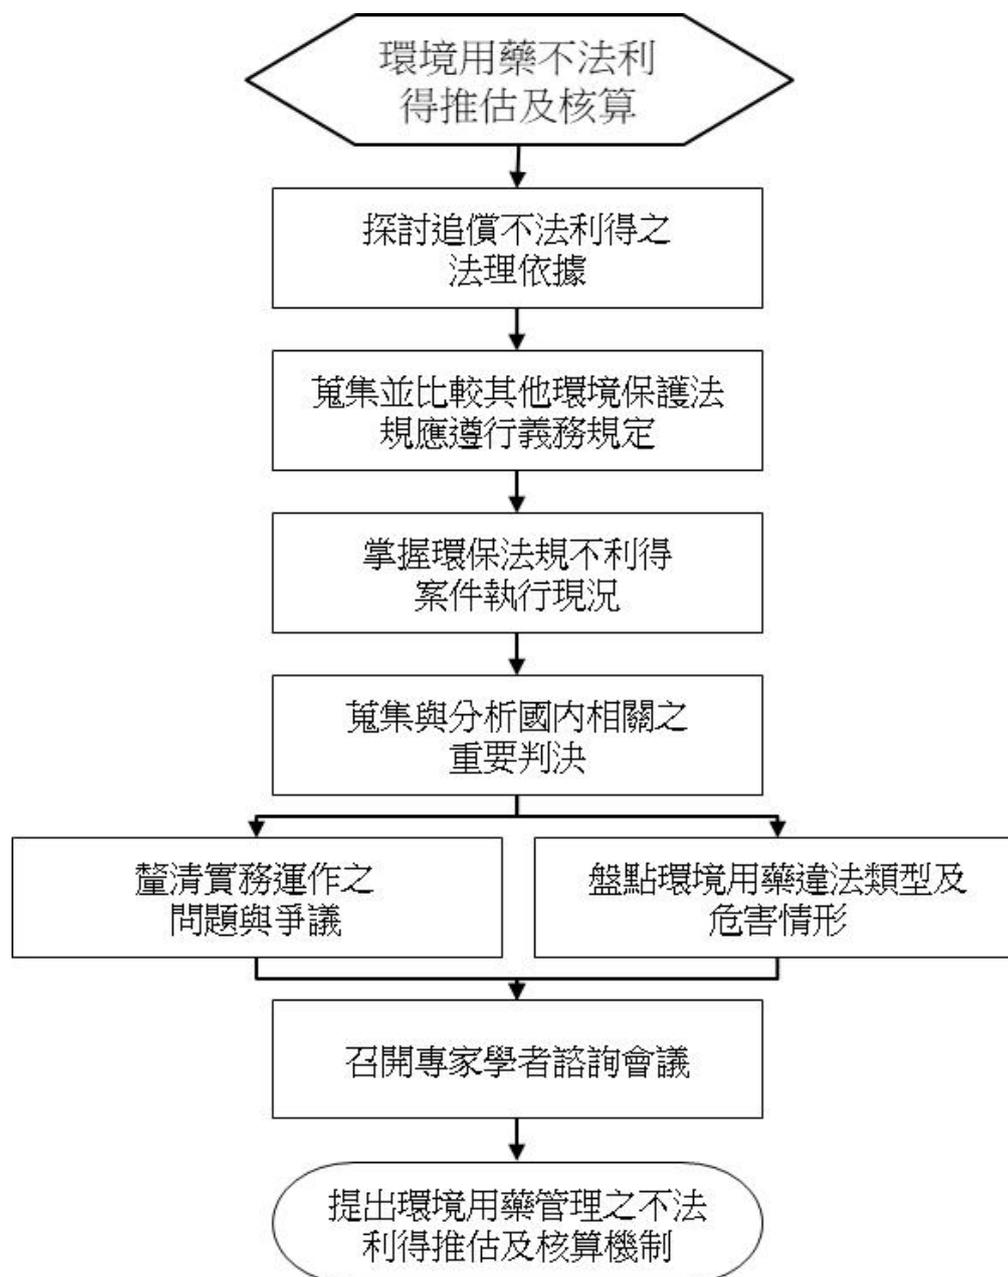 環境用藥不法利
得推估及核算
探討追償不法利得之
法理依據
蒐集並比較其他環境保護法
規應遵行義務規定
掌握環保法規不利得
案件執行現況
蒐集與分析國內相關之
重要判決
釐清實務運作之
問題與爭議
盤點環境用藥違法類型及
危害情形
召開專家學者諮詢會議
提出環境用藥管理之不法
利得推估及核算機制